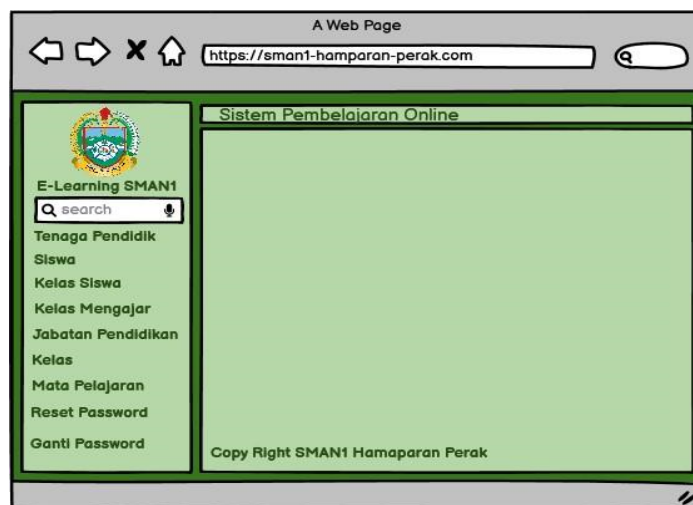 A Web Page
https://sman1-hamparan-perak.com
Sistem Pembelajaran Online
E-Learning SMAN1
search
Tenaga Pendidik
Siswa
Kelas Siswa
Kelas Mengajar
Jabatan Pendidikan
Kelas
Mata Pelajaran
Reset Password
Ganti Password
Copy Right SMAN1 Hamaparan Perak